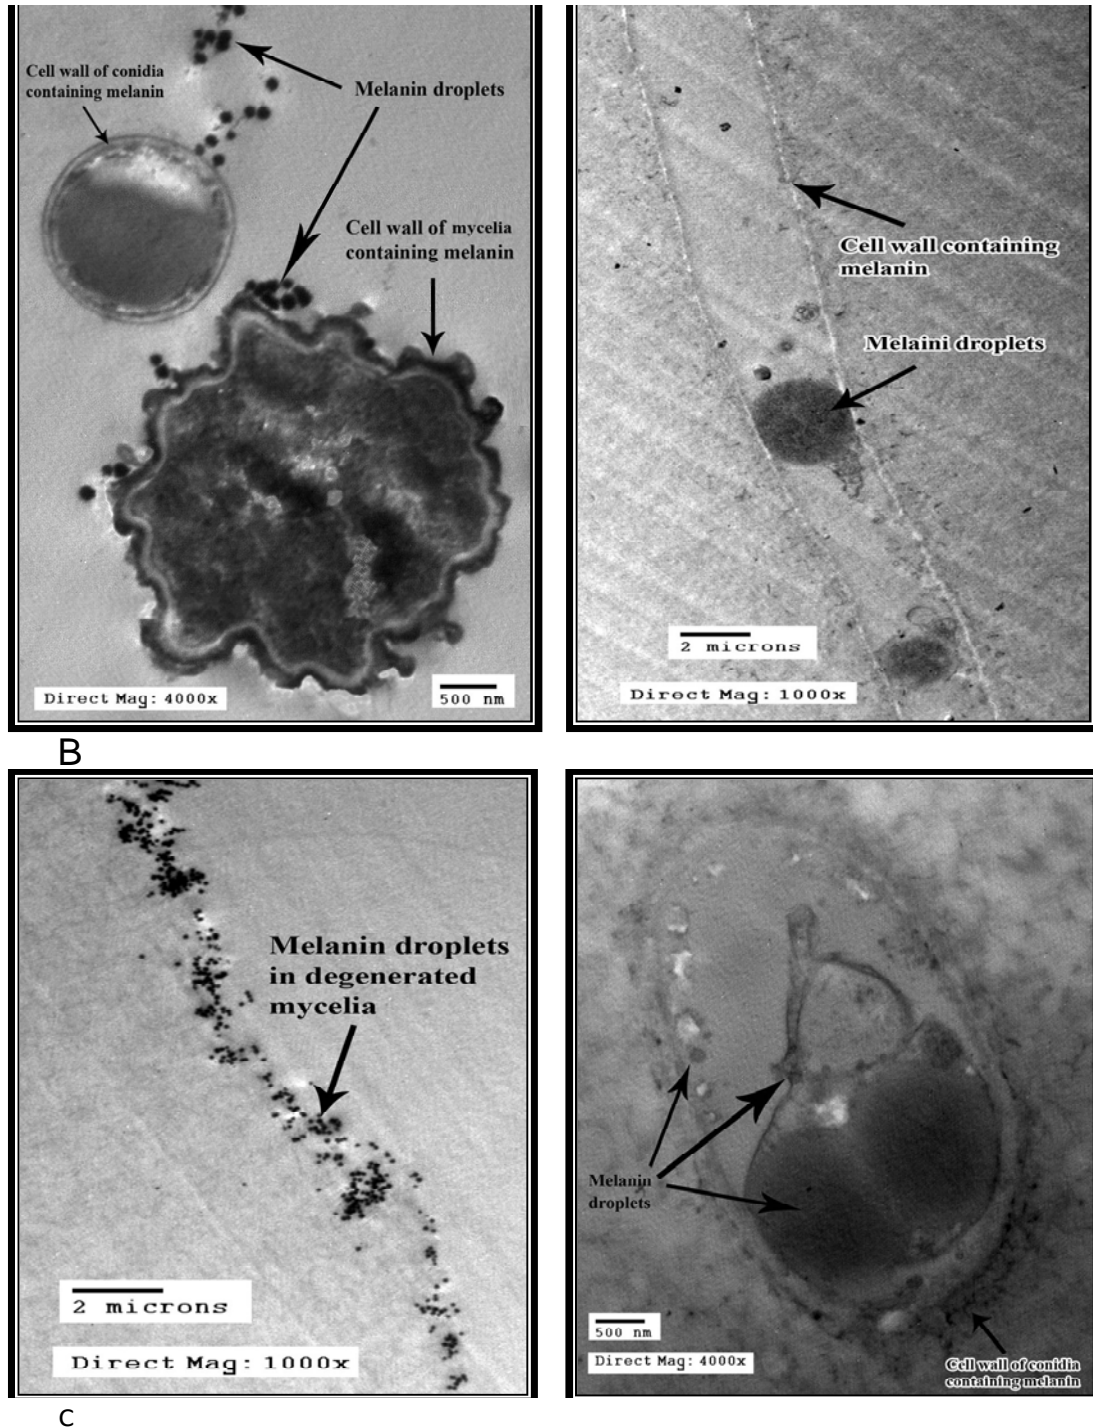 Cell wall of conidia
containing melanin
Melanin droplets
Cell wall of mycelia
containing melanin
Direct Mag: 4000x
500 nm
Cell wall containing
melanin
Melaini droplets
2 microns
Direct Mag: 1000x
B
Melanin droplets
in degenerated
mycelia
2 microns
Direct Mag: 1000x
Melanin
droplets
500 nm
Direct Mag: 4000x
Cell wall of conidia
containing melanin
c